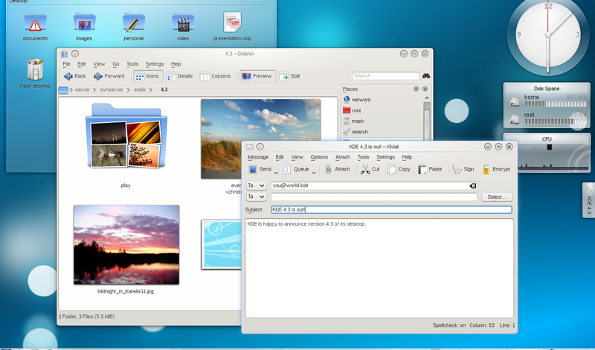 Desktop
documents
images
personal
video
presentation.odp
trash.desktop
12
3
9
Disk Space
home
root
CPU
KDE 4.3
4.3 – Dolphin
File Edit View Go Tools Settings Help
Back Forward Icons Details Columns Preview Split Search...
server 4.3
Places
network
root
trash
search
play
Midnight_in_Karelia11.jpg
1 Folder, 3 Files (5.3 MiB)
KDE 4.3 is out! – KMail
Message Edit View Options Attach Tools Settings Help
Send Queue Attach Cut Copy Paste Sign Encrypt
To you@world.kde
To Select...
Subject: KDE 4.3 is out!
KDE is happy to announce version 4.3 of its desktop.
Spellcheck: on Column: 53 Line: 1